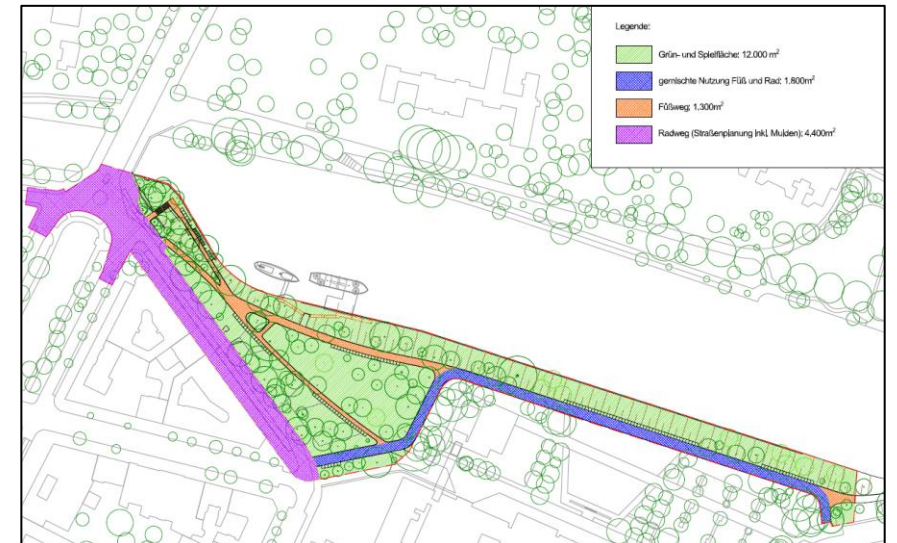 Legende:
Grün- und Spielfläche: 12.000 m²
gemischte Nutzung Fuß und Rad: 1.800m²
Fußweg: 1.300m²
Radweg (Straßenplanung inkl. Mulden): 4.400m²